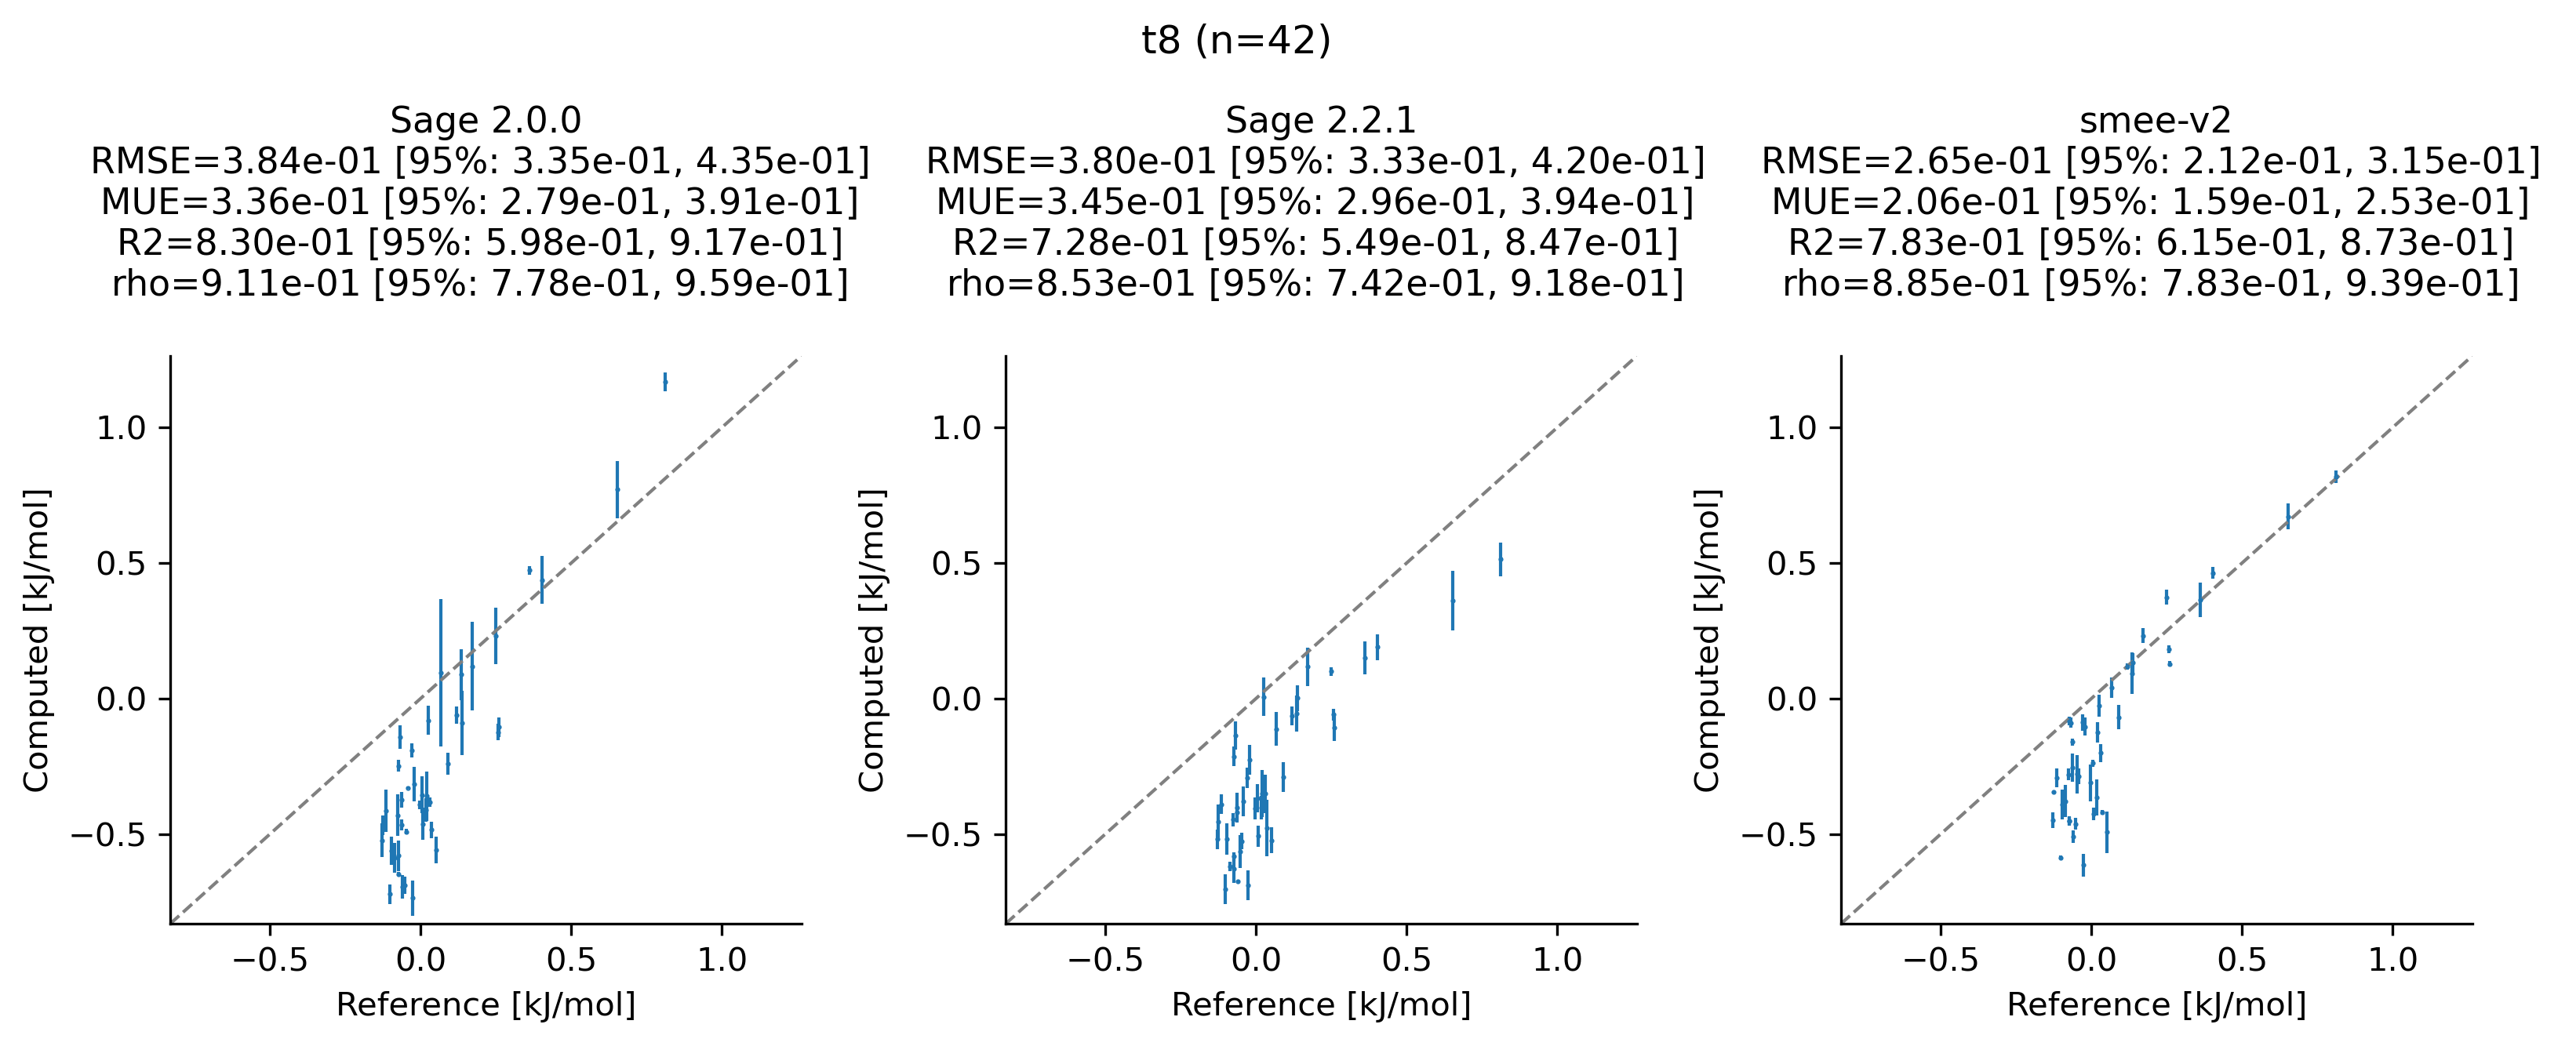 t8 (n=42)
Sage 2.0.0
RMSE=3.84e-01 [95%: 3.35e-01, 4.35e-01]
MUE=3.36e-01 [95%: 2.79e-01, 3.91e-01]
R2=8.30e-01 [95%: 5.98e-01, 9.17e-01]
rho=9.11e-01 [95%: 7.78e-01, 9.59e-01]
Computed [kJ/mol]
1.0
0.5
0.0
−0.5
−0.5 0.0 0.5 1.0
Reference [kJ/mol]
Sage 2.2.1
RMSE=3.80e-01 [95%: 3.33e-01, 4.20e-01]
MUE=3.45e-01 [95%: 2.96e-01, 3.94e-01]
R2=7.28e-01 [95%: 5.49e-01, 8.47e-01]
rho=8.53e-01 [95%: 7.42e-01, 9.18e-01]
Computed [kJ/mol]
1.0
0.5
0.0
−0.5
−0.5 0.0 0.5 1.0
Reference [kJ/mol]
smee-v2
RMSE=2.65e-01 [95%: 2.12e-01, 3.15e-01]
MUE=2.06e-01 [95%: 1.59e-01, 2.53e-01]
R2=7.83e-01 [95%: 6.15e-01, 8.73e-01]
rho=8.85e-01 [95%: 7.83e-01, 9.39e-01]
Computed [kJ/mol]
1.0
0.5
0.0
−0.5
−0.5 0.0 0.5 1.0
Reference [kJ/mol]